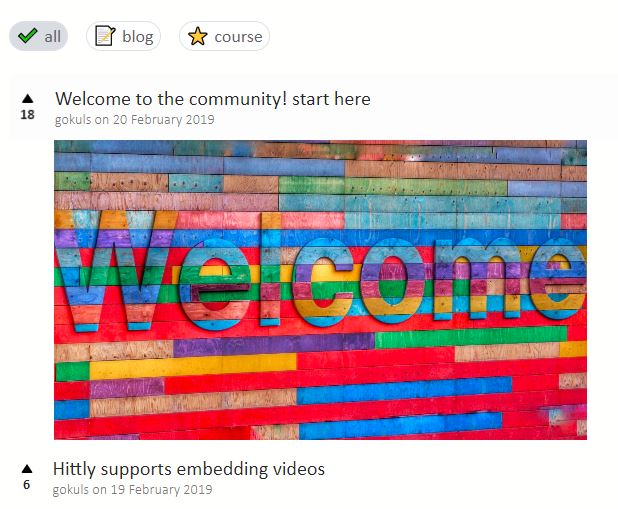 all blog course
Welcome to the community! start here
18
gokuls on 20 February 2019
Welcome
Hittly supports embedding videos
6
gokuls on 19 February 2019